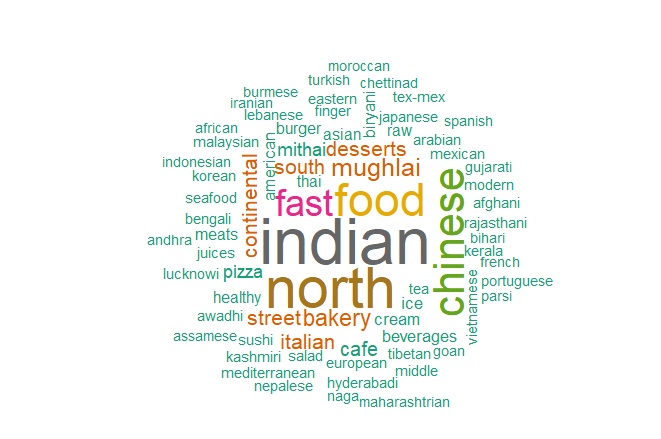 moroccan
turkish
chettinad
burmese
eastern
biryani
tex-mex
iranian
lebanese
finger
japanese
spanish
african
burger
asian
raw
malaysian
american
mithai
desserts
arabian
mexican
indonesian
continental
south
mughlai
gujarati
korean
thai
chinese
modern
seafood
fast
food
afghani
bengali
rajasthani
andhra
meats
indian
bihari
juices
kerala
french
lucknowi
pizza
north
vietnamese
portuguese
healthy
tea
parsi
ice
awadhi
street
bakery
cream
assamese
sushi
italian
cafe
beverages
kashmiri
salad
european
tibetan
goan
mediterranean
middle
nepalese
hyderabadi
naga
maharashtrian